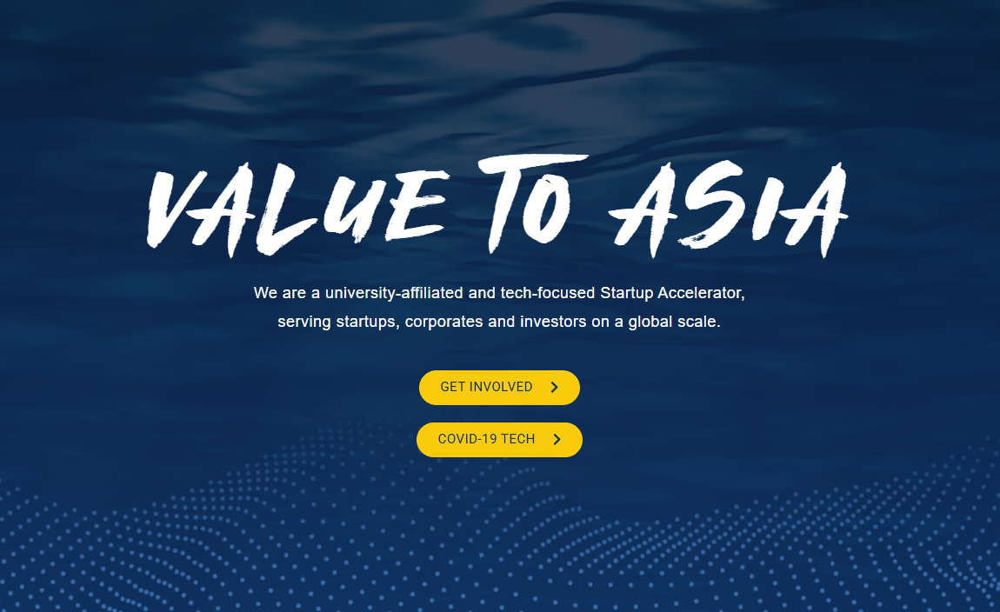 VALUE TO ASIA
We are a university-affiliated and tech-focused Startup Accelerator,
serving startups, corporates and investors on a global scale.
GET INVOLVED
COVID-19 TECH